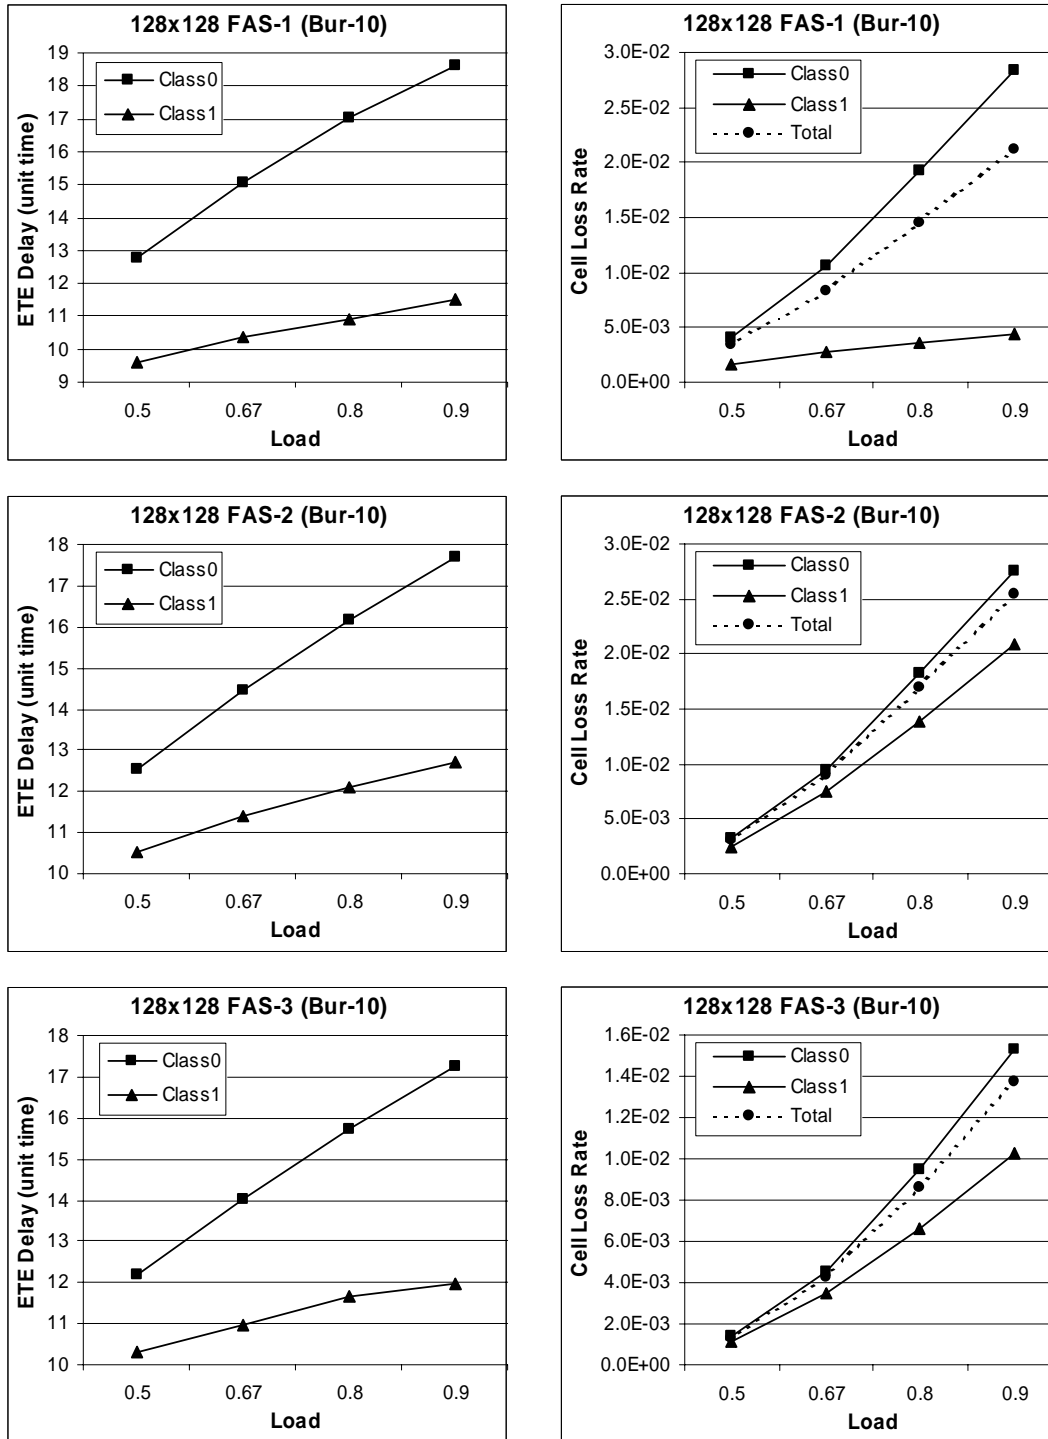 128x128 FAS-1 (Bur-10)
ETE Delay (unit time)
19
18
17
16
15
14
13
12
11
10
9
Class0
Class1
0.5 0.67 0.8 0.9
Load
128x128 FAS-1 (Bur-10)
Cell Loss Rate
3.0E-02
2.5E-02
2.0E-02
1.5E-02
1.0E-02
5.0E-03
0.0E+00
Class0
Class1
Total
0.5 0.67 0.8 0.9
Load
128x128 FAS-2 (Bur-10)
ETE Delay (unit time)
18
17
16
15
14
13
12
11
10
Class0
Class1
0.5 0.67 0.8 0.9
Load
128x128 FAS-2 (Bur-10)
Cell Loss Rate
3.0E-02
2.5E-02
2.0E-02
1.5E-02
1.0E-02
5.0E-03
0.0E+00
Class0
Class1
Total
0.5 0.67 0.8 0.9
Load
128x128 FAS-3 (Bur-10)
ETE Delay (unit time)
18
17
16
15
14
13
12
11
10
Class0
Class1
0.5 0.67 0.8 0.9
Load
128x128 FAS-3 (Bur-10)
Cell Loss Rate
1.6E-02
1.4E-02
1.2E-02
1.0E-02
8.0E-03
6.0E-03
4.0E-03
2.0E-03
0.0E+00
Class0
Class1
Total
0.5 0.67 0.8 0.9
Load